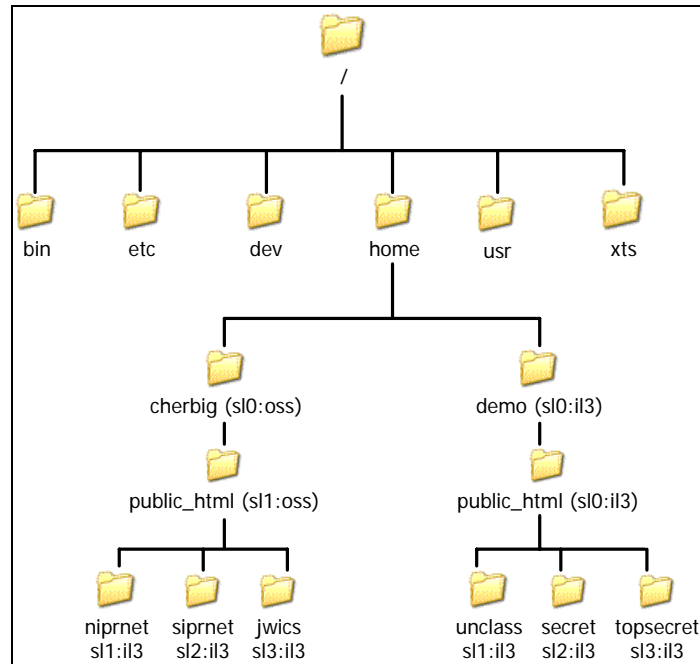 /
bin
etc
dev
home
usr
xts
cherbig (sl0:oss)
demo (sl0:il3)
public_html (sl1:oss)
public_html (sl0:il3)
niprnet
sl1:il3
siprnet
sl2:il3
jwics
sl3:il3
unclass
sl1:il3
secret
sl2:il3
topsecret
sl3:il3